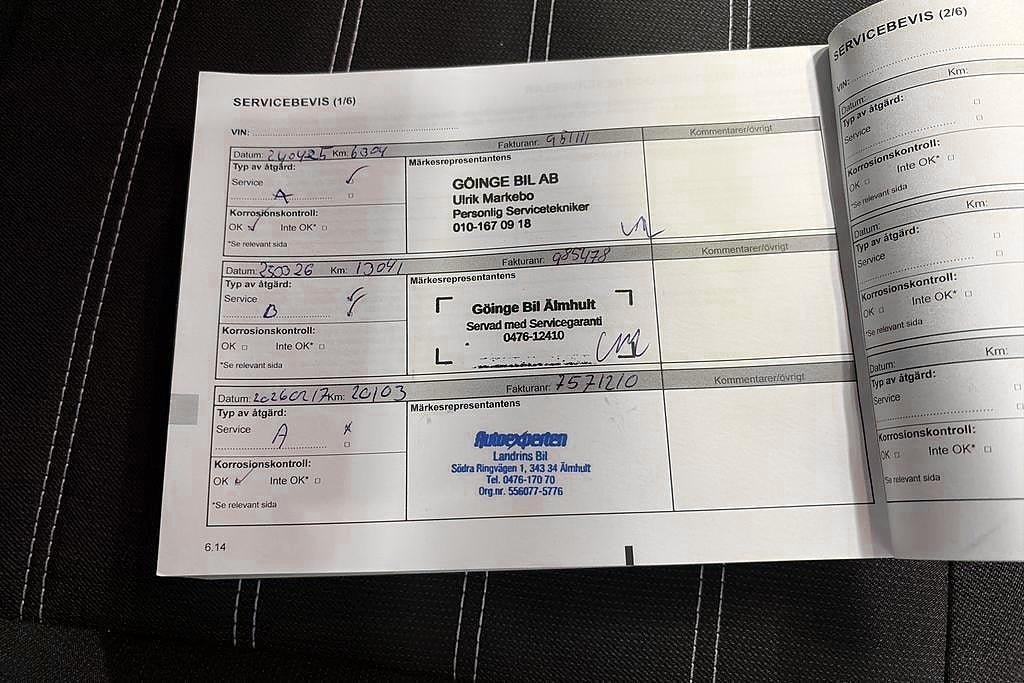 SERVICEBEVIS (1/6)
VIN:
Datum: 240425 Km: 6304 Fakturanr: 951111 Kommentarer/övrigt
Typ av åtgärd:
Service
A
Korrosionskontroll:
OK Inte OK*
*Se relevant sida
Märkesrepresentantens
GÖINGE BIL AB
Ulrik Markebo
Personlig Servicetekniker
010-167 09 18
Datum: 250326 Km: 13041 Fakturanr: 985478 Kommentarer/övrigt
Typ av åtgärd:
Service
B
Korrosionskontroll:
OK Inte OK*
*Se relevant sida
Märkesrepresentantens
Göinge Bil Älmhult
Servad med Servicegaranti
0476-12410
Datum: 20260217 Km: 20103 Fakturanr: 7571210 Kommentarer/övrigt
Typ av åtgärd:
Service
A
Korrosionskontroll:
OK Inte OK*
*Se relevant sida
Märkesrepresentantens
Autoexperten
Landrins Bil
Södra Ringvägen 1, 343 34 Älmhult
Tel. 0476-170 70
Org.nr. 556077-5776
6.14
SERVICEBEVIS (2/6)
VIN:
Datum: Km:
Typ av åtgärd:
Service
Korrosionskontroll:
OK Inte OK*
*Se relevant sida
Datum: Km:
Typ av åtgärd:
Service
Korrosionskontroll:
OK Inte OK*
*Se relevant sida
Datum: Km:
Typ av åtgärd:
Service
Korrosionskontroll:
OK Inte OK*
*Se relevant sida